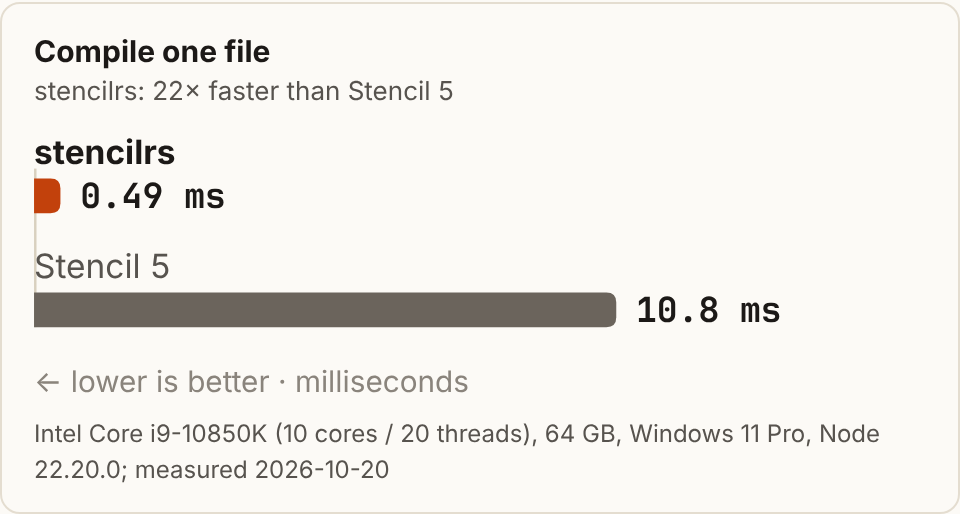 Compile one file
stencilrs: 22× faster than Stencil 5
stencilrs
0.49 ms
Stencil 5
10.8 ms
← lower is better · milliseconds
Intel Core i9-10850K (10 cores / 20 threads), 64 GB, Windows 11 Pro, Node
22.20.0; measured 2026-10-20